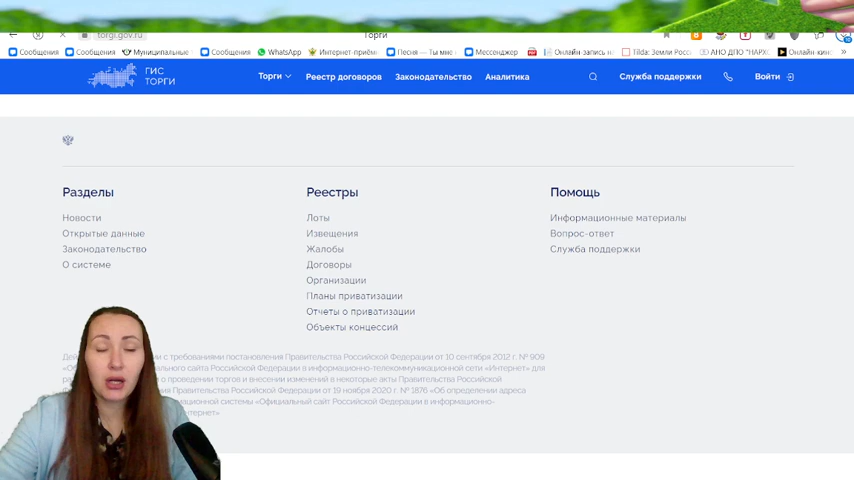 torgi.gov.ru
Торги
Сообщения Сообщения Муниципальные Сообщения WhatsApp Интернет-приём Песня — Ты мне Мессенджер Онлайн запись н Tilda: Земли Росс АНО ДПО "НАРХ Онлайн-кин »
ГИС
ТОРГИ
Торги Реестр договоров Законодательство Аналитика Служба поддержки Войти
Разделы Реестры Помощь
Новости Лоты Информационные материалы
Открытые данные Извещения Вопрос-ответ
Законодательство Жалобы Служба поддержки
О системе Договоры
Организации
Планы приватизации
Отчеты о приватизации
Объекты концессий
с требованиями постановления Правительства Российской Федерации от 10 сентября 2012 г. № 909
сайта Российской Федерации в информационно-телекоммуникационной сети «Интернет» для
о проведении торгов и внесении изменений в некоторые акты Правительства Российской
Правительства Российской Федерации от 19 ноября 2020 г. № 1876 «Об определении адреса
системы «Официальный сайт Российской Федерации в информационно-